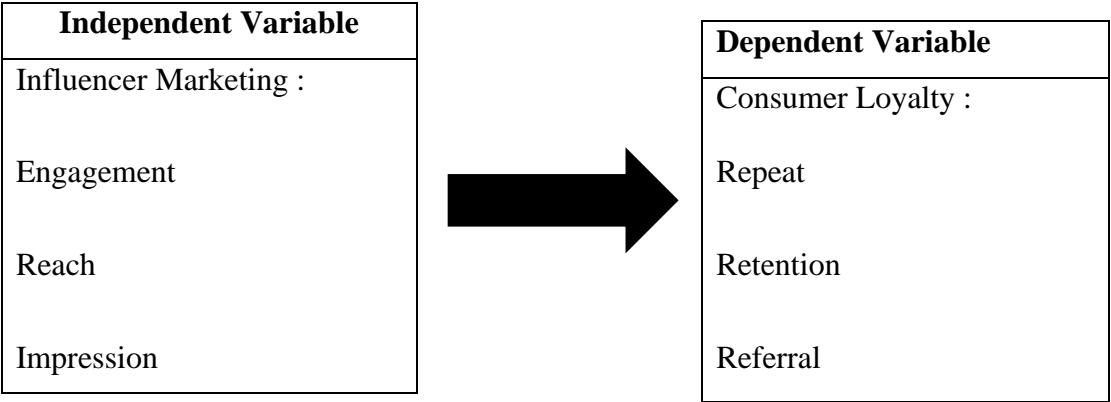 Independent Variable
Influencer Marketing :
Engagement
Reach
Impression
Dependent Variable
Consumer Loyalty :
Repeat
Retention
Referral